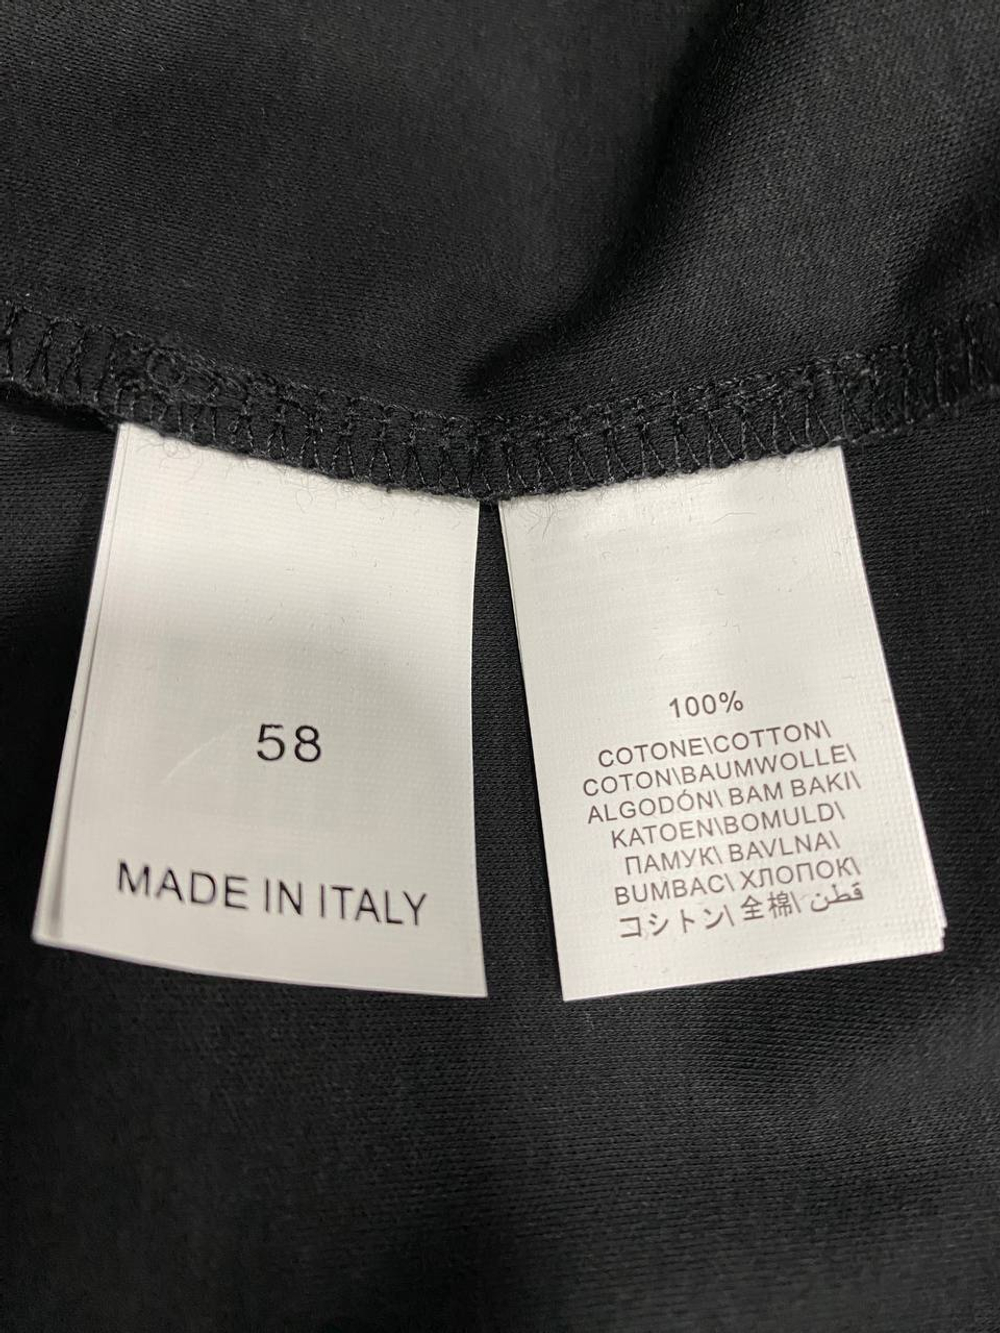 58
MADE IN ITALY
100%
COTONE\COTTON\
COTON\BAUMWOLLE\
ALGODÓN\ BAM BAKI\
KATOEN\BOMULD\
ПАМУК\ BAVLNA\
BUMBAC\ ХЛОПОК\
コシトン\ 全棉\ قطن